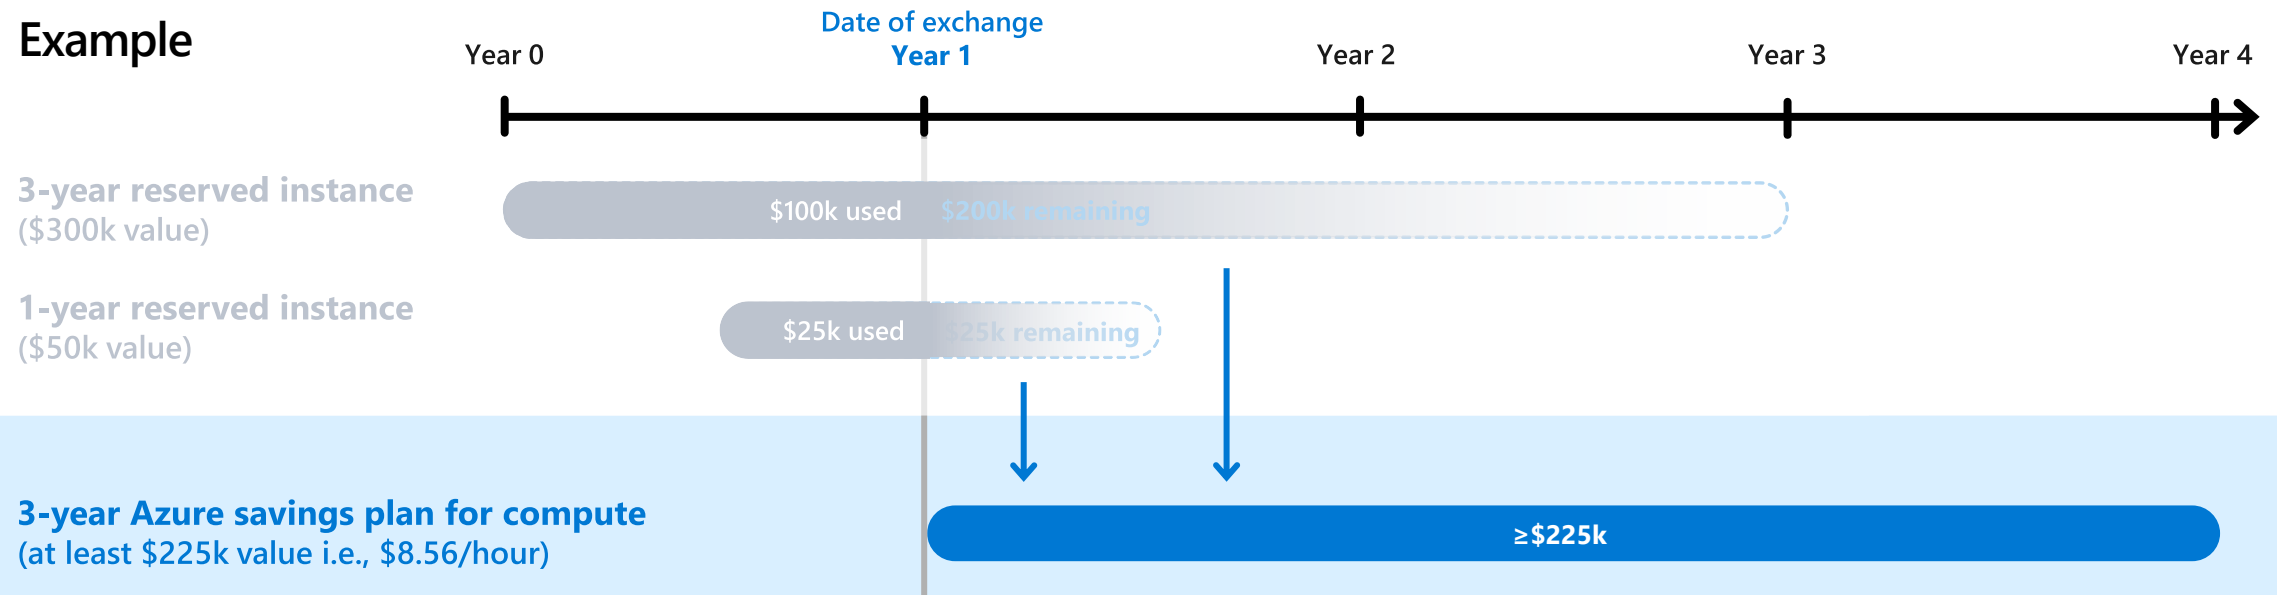 Example
Date of exchange
Year 0
Year 1
Year 2
Year 3
Year 4
3-year reserved instance
($300k value)
$100k used
$200k remaining
1-year reserved instance
($50k value)
$25k used
$25k remaining
3-year Azure savings plan for compute
(at least $225k value i.e., $8.56/hour)
≥$225k